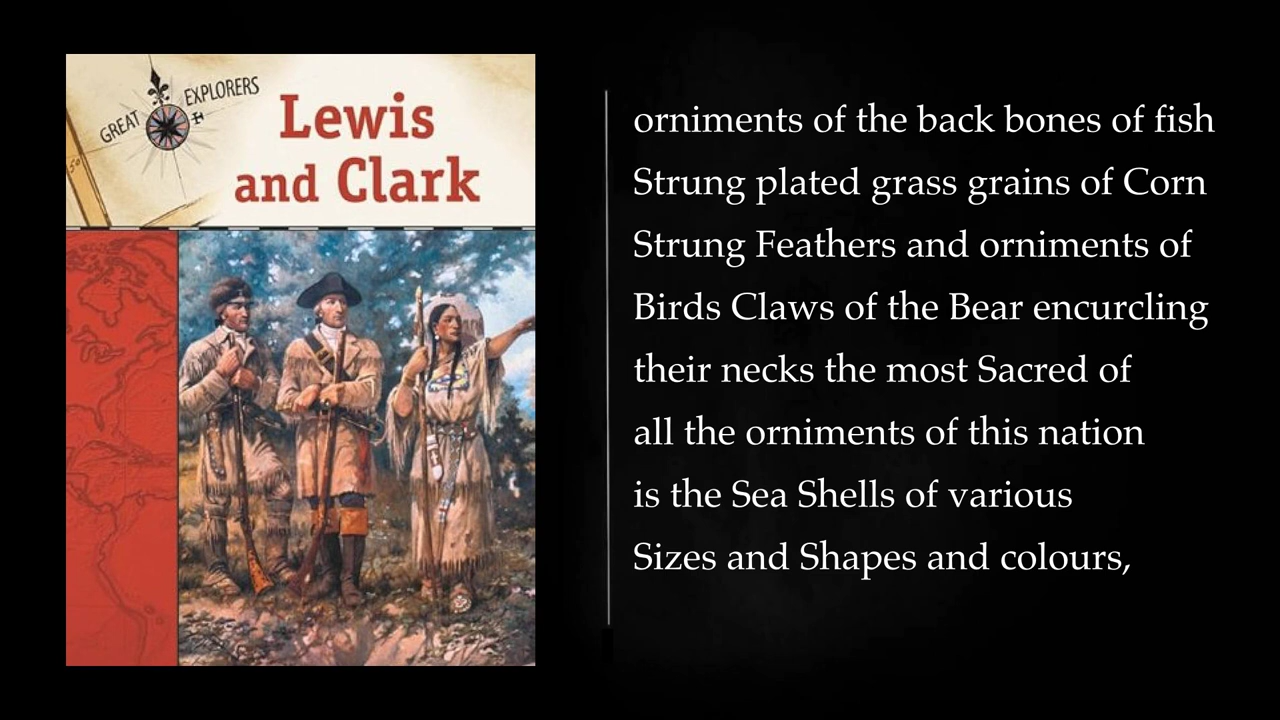 GREAT EXPLORERS
Lewis
and Clark
50
orniments of the back bones of fish
Strung plated grass grains of Corn
Strung Feathers and orniments of
Birds Claws of the Bear encurcling
their necks the most Sacred of
all the orniments of this nation
is the Sea Shells of various
Sizes and Shapes and colours,